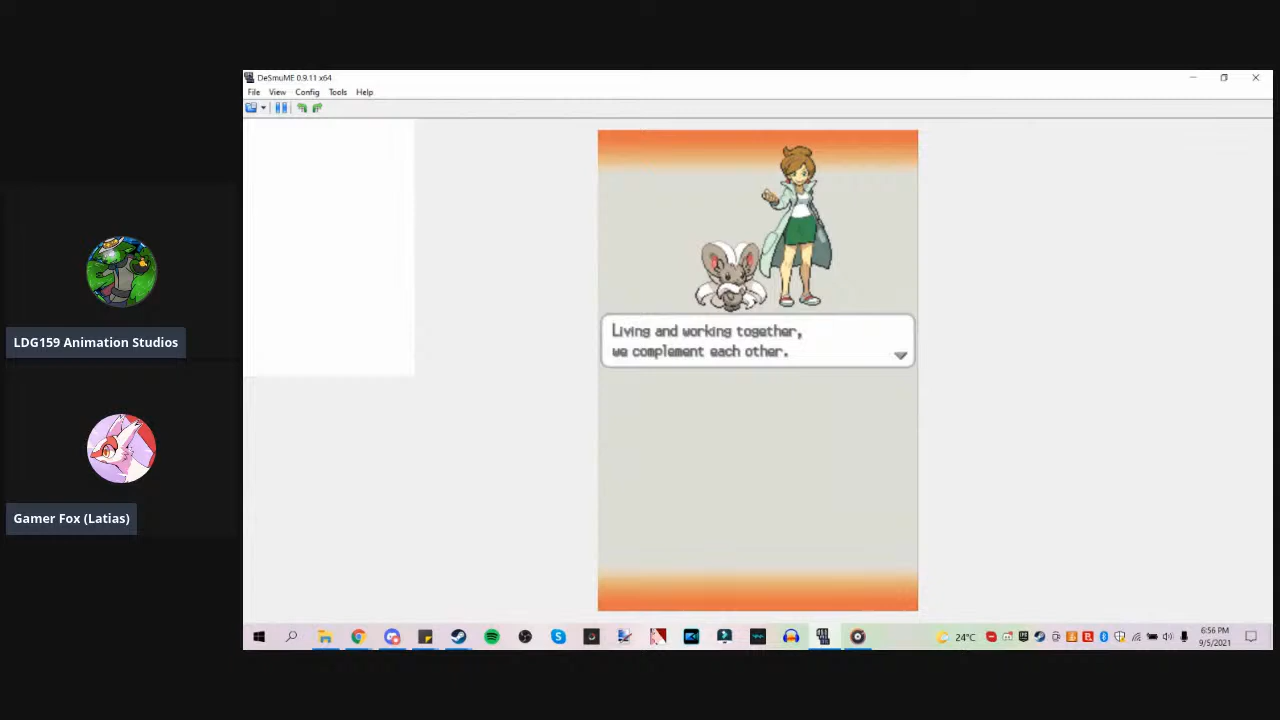 DeSmuME 0.9.11 x64
File View Config Tools Help
LDG159 Animation Studios
Gamer Fox (Latias)
Living and working together,
we complement each other.
24°C
6:56 PM
9/5/2021